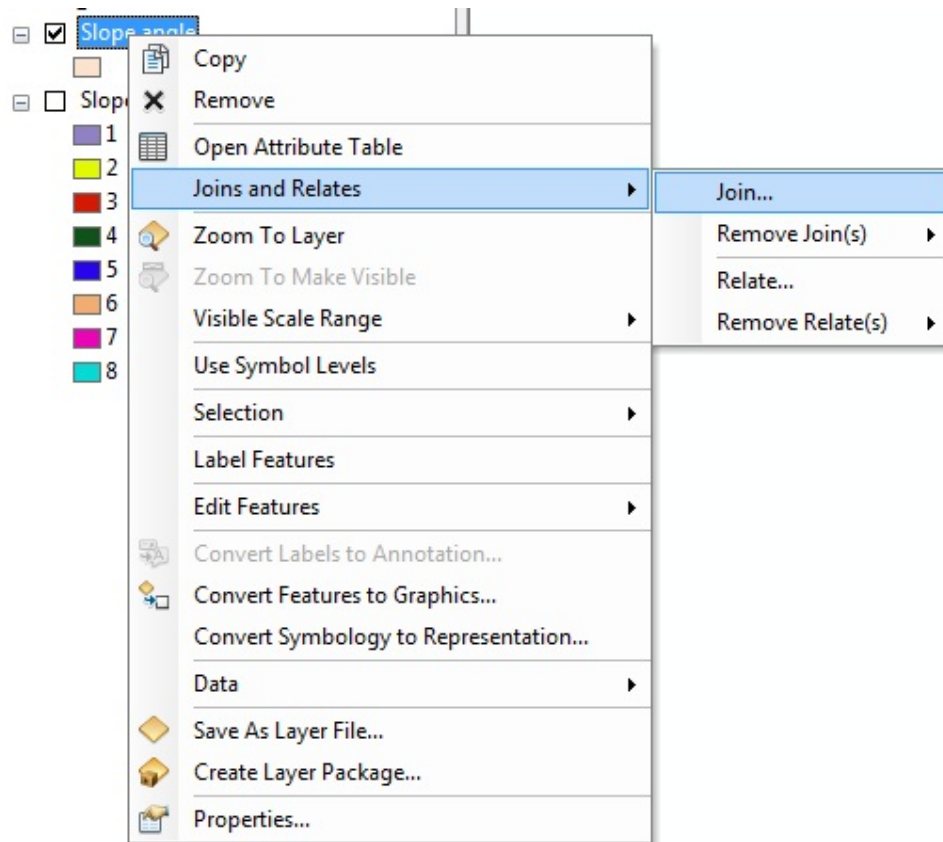 Slope angle
Copy
Slop
Remove
1
Open Attribute Table
2
Joins and Relates
Join...
3
Zoom To Layer
Remove Join(s)
4
Zoom To Make Visible
5
Relate...
6
Visible Scale Range
Remove Relate(s)
7
Use Symbol Levels
8
Selection
Label Features
Edit Features
Convert Labels to Annotation...
Convert Features to Graphics...
Convert Symbology to Representation...
Data
Save As Layer File...
Create Layer Package...
Properties...